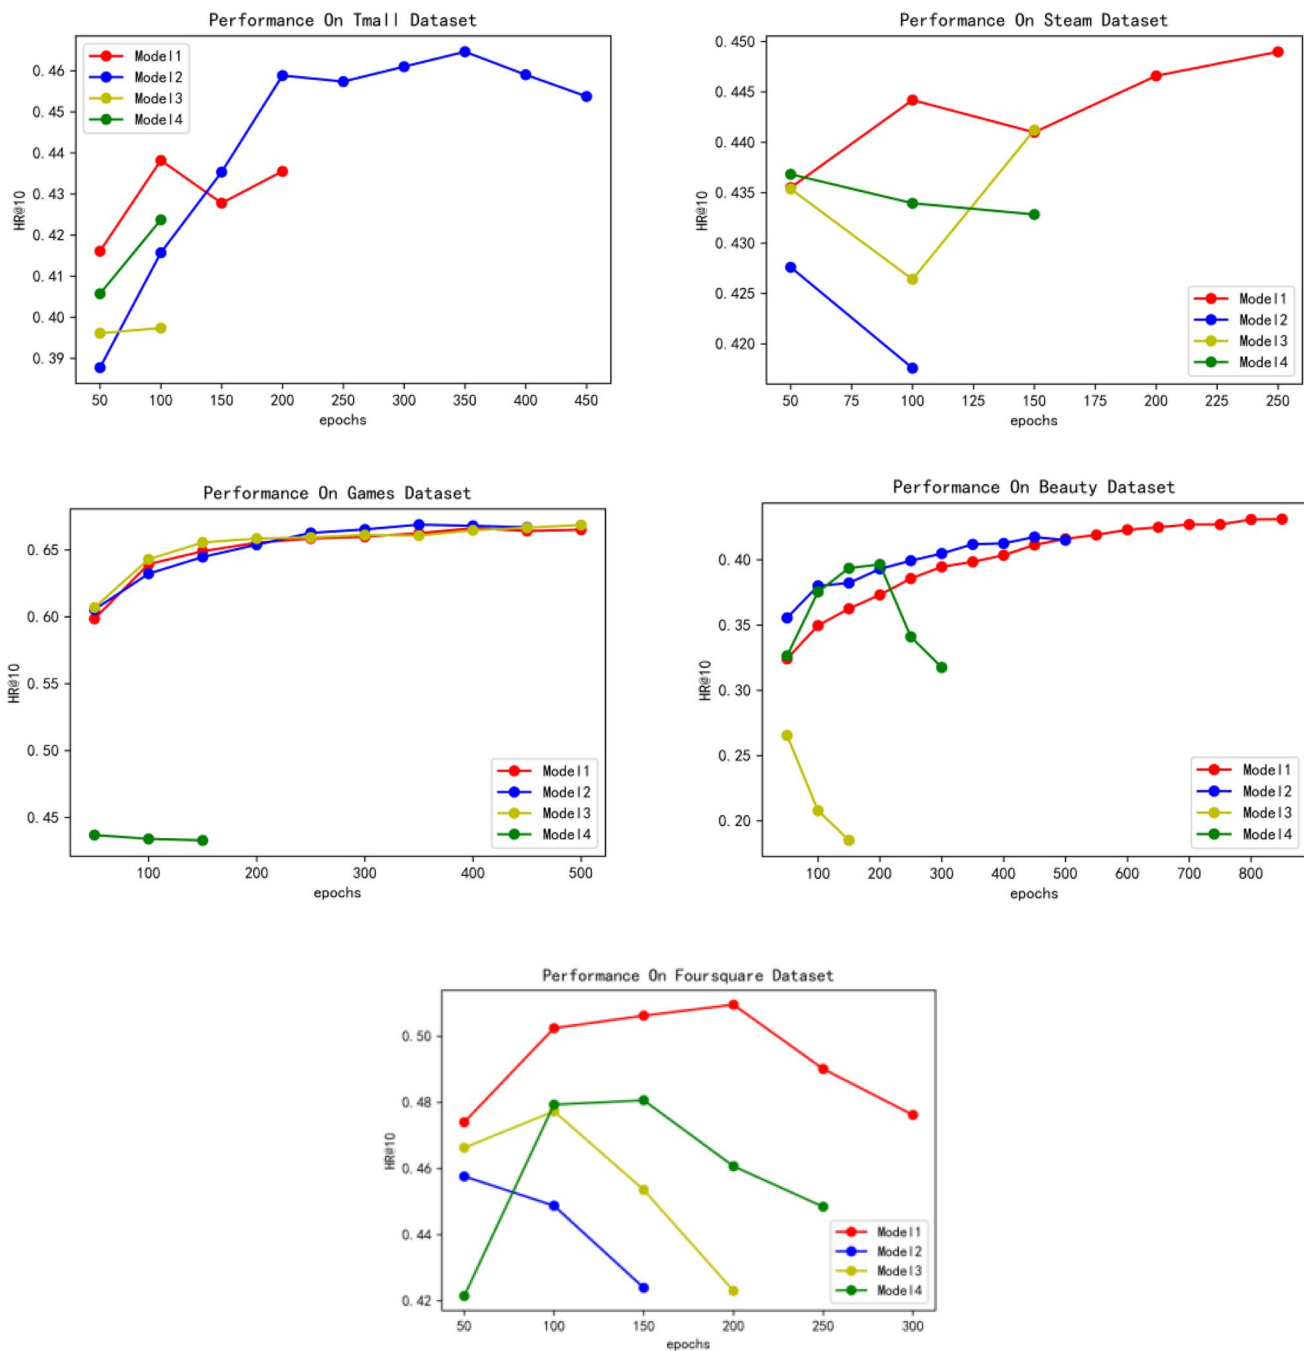 Performance On Tmall Dataset
Model1
Model2
Model3
Model4
HR@10
0.46
0.45
0.44
0.43
0.42
0.41
0.40
0.39
50 100 150 200 250 300 350 400 450
epochs
Performance On Steam Dataset
HR@10
0.450
0.445
0.440
0.435
0.430
0.425
0.420
Model1
Model2
Model3
Model4
50 75 100 125 150 175 200 225 250
epochs
Performance On Games Dataset
HR@10
0.65
0.60
0.55
0.50
0.45
Model1
Model2
Model3
Model4
100 200 300 400 500
epochs
Performance On Beauty Dataset
HR@10
0.40
0.35
0.30
0.25
0.20
Model1
Model2
Model3
Model4
100 200 300 400 500 600 700 800
epochs
Performance On Foursquare Dataset
HR@10
0.50
0.48
0.46
0.44
0.42
Model1
Model2
Model3
Model4
50 100 150 200 250 300
epochs